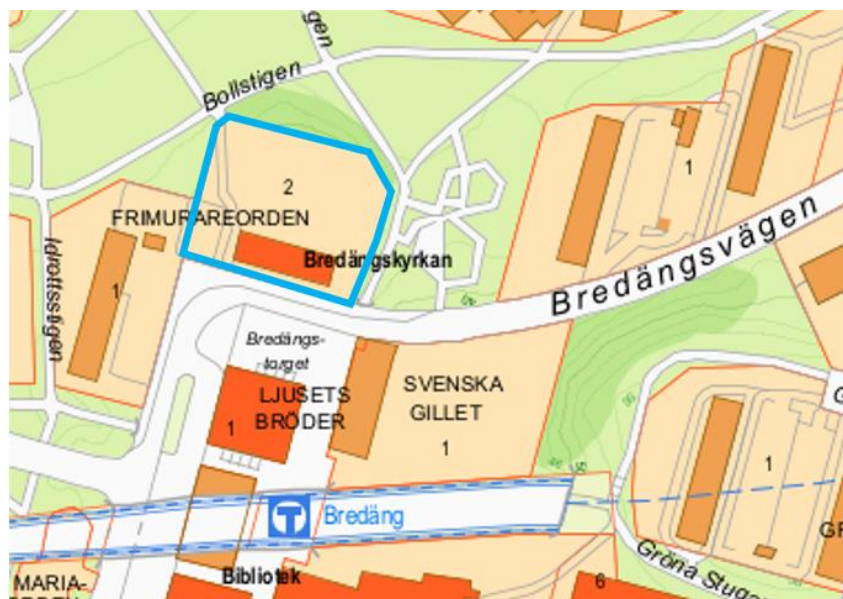 gen
Bollstigen
2
1
FRIMURAREORDEN
Bredängskyrkan
Bredängsvägen
Idrottsstigen
1
Bredängs-
torget
LJUSETS
BRÖDER
1
SVENSKA
GILLET
1
1
T
Bredäng
Bibliotek
MARIA-
6
Gröna Stugan